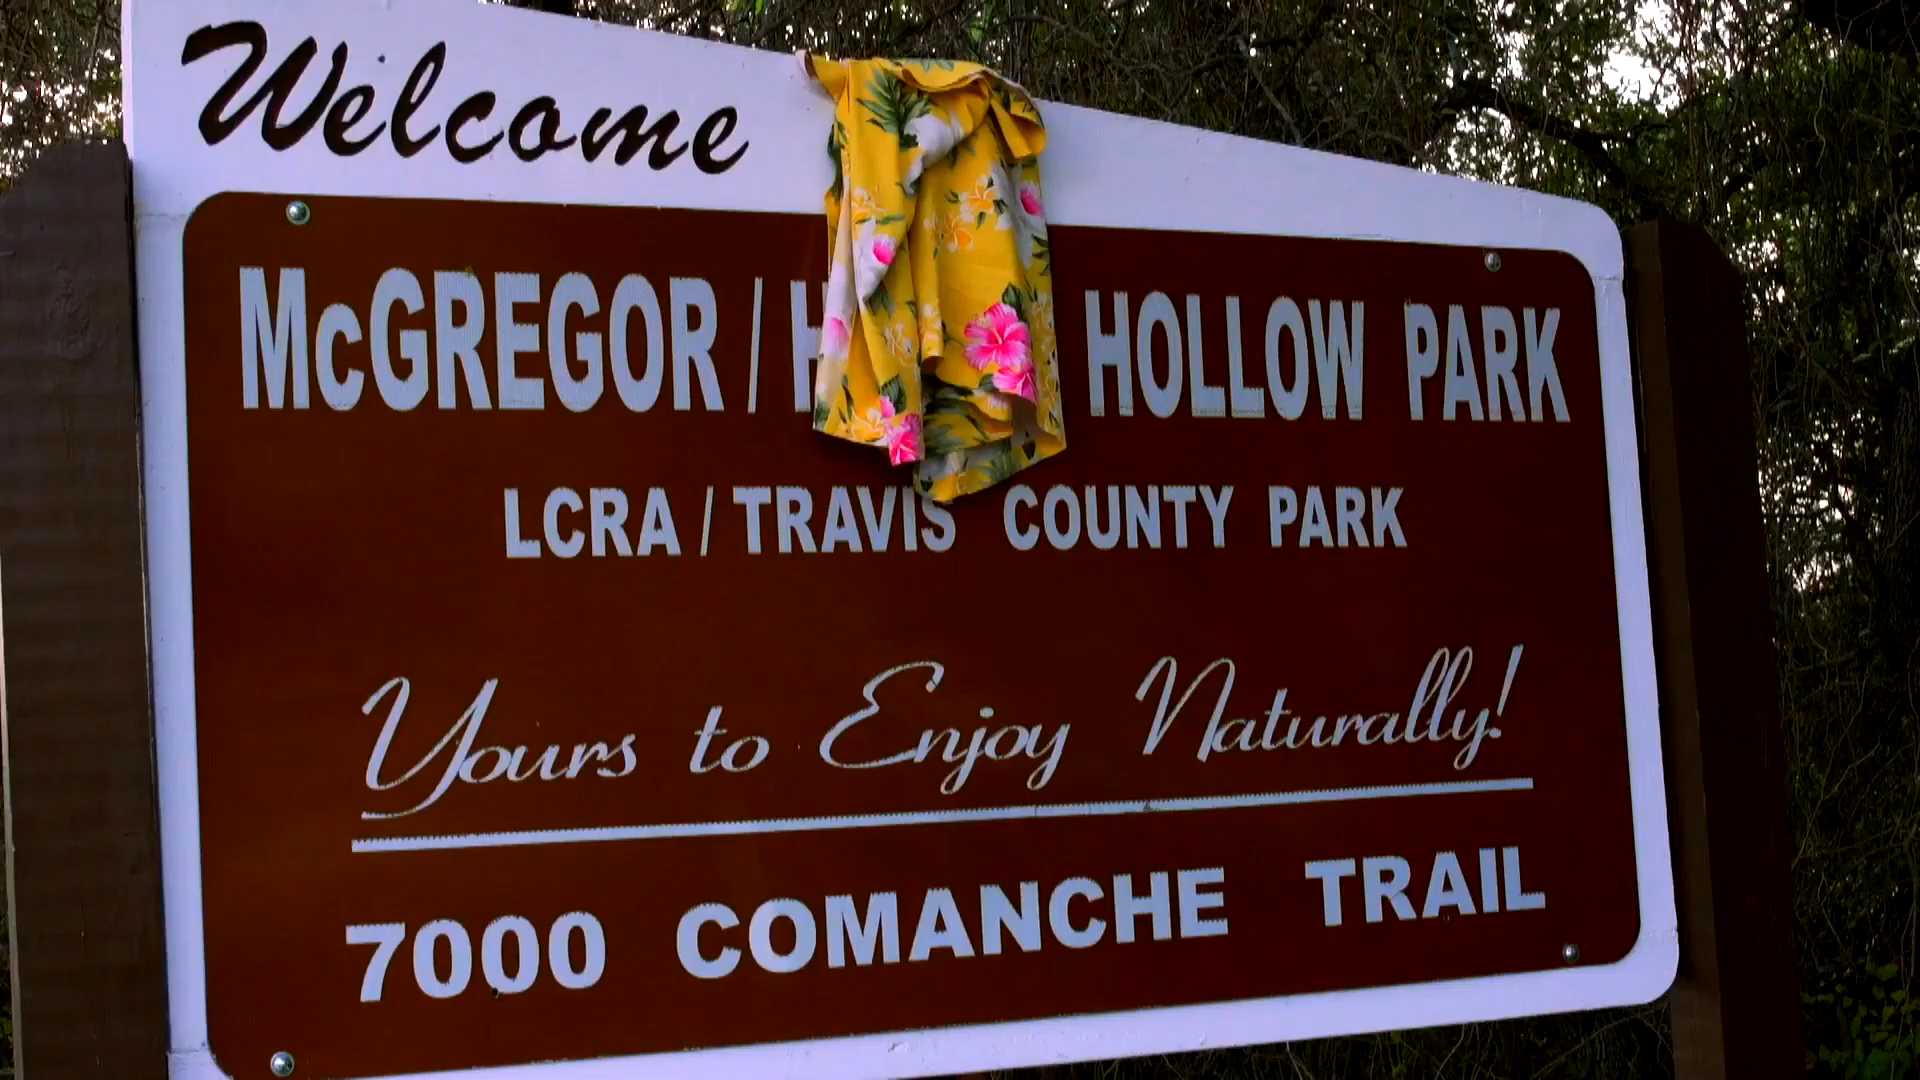 Welcome
McGREGOR / HOLLOW PARK
LCRA / TRAVIS COUNTY PARK
Yours to Enjoy Naturally!
7000 COMANCHE TRAIL